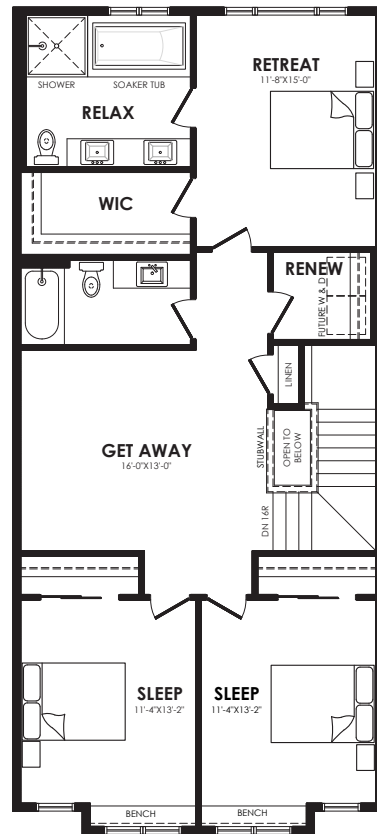 SHOWER
SOAKER TUB
RELAX
RETREAT
11'-8"X15'-0"
WIC
RENEW
FUTURE W & D
LINEN
GET AWAY
16'-0"X13'-0"
STUBWALL
OPEN TO
BELOW
DN 16R
SLEEP
11'-4"X13'-2"
SLEEP
11'-4"X13'-2"
BENCH
BENCH